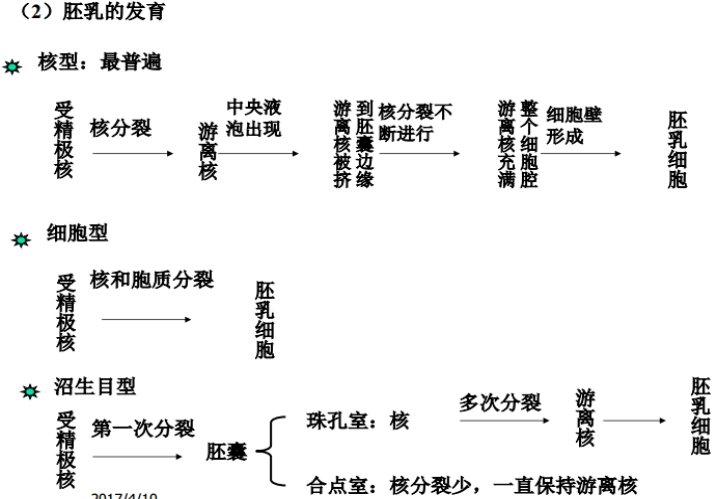 （2）胚乳的发育
核型：最普遍
受精极核
核分裂
游离核
中央液
泡出现
游离核被挤
到胚囊边缘
核分裂不
断进行
游离核充满
整个细胞腔
细胞壁
形成
胚乳细胞
细胞型
受精极核
核和胞质分裂
胚乳细胞
沼生目型
受精极核
第一次分裂
胚囊
珠孔室：核
多次分裂
游离核
胚乳细胞
合点室：核分裂少，一直保持游离核
2017/4/10